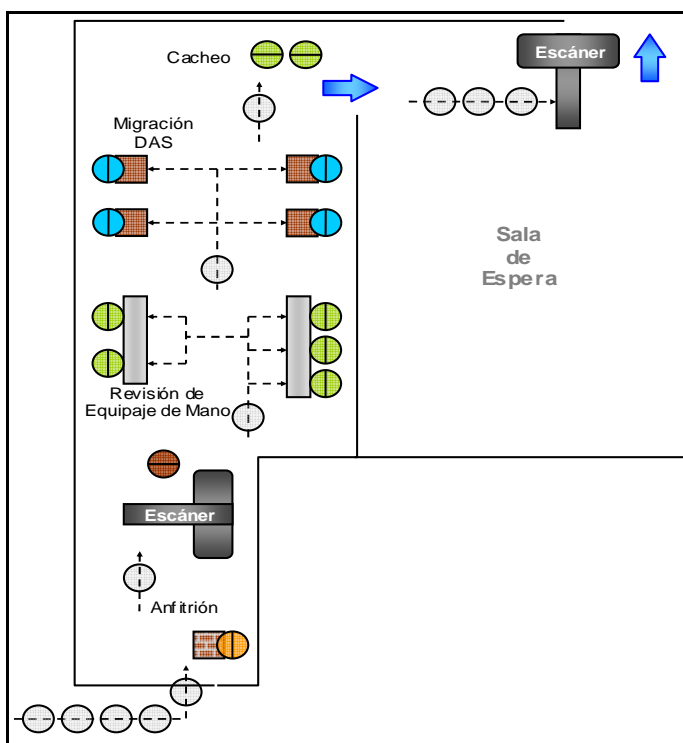 Escáner
Cacheo
Migración
DAS
Sala
de
Espera
Revisión de
Equipaje de Mano
Escáner
Anfitrión